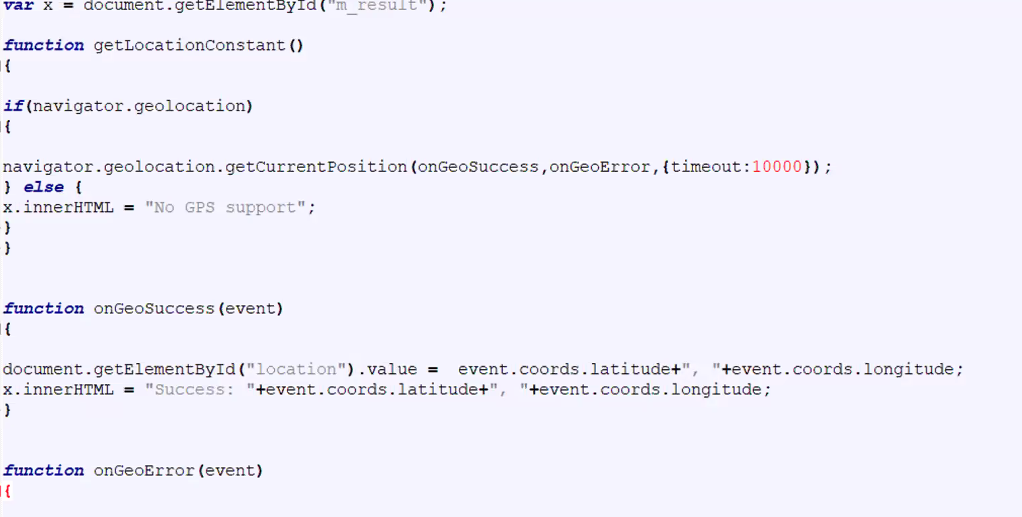 var x = document.getElementById("m_result");
function getLocationConstant()
{
if(navigator.geolocation)
{
navigator.geolocation.getCurrentPosition(onGeoSuccess,onGeoError,{timeout:10000});
} else {
x.innerHTML = "No GPS support";
}
}
function onGeoSuccess(event)
{
document.getElementById("location").value =  event.coords.latitude+", "+event.coords.longitude;
x.innerHTML = "Success: "+event.coords.latitude+", "+event.coords.longitude;
}
function onGeoError(event)
{